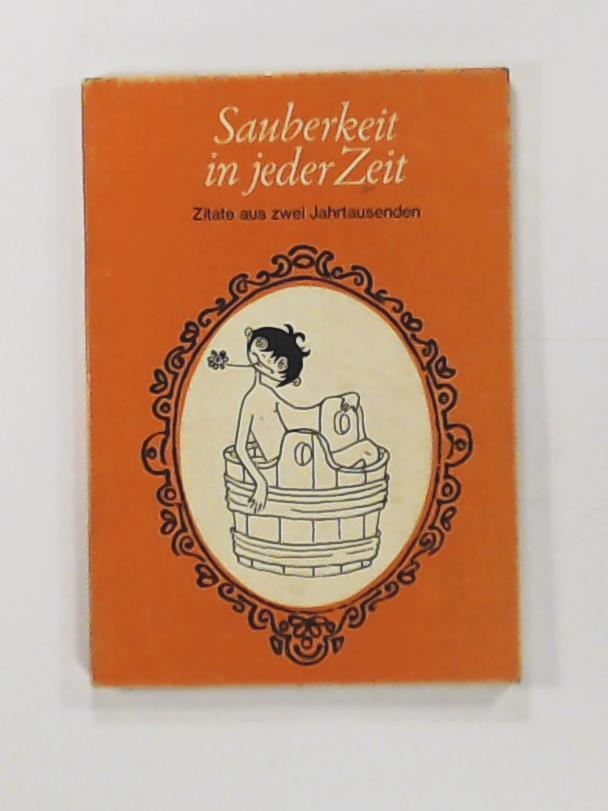 Sauberkeit
in jeder Zeit
Zitate aus zwei Jahrtausenden